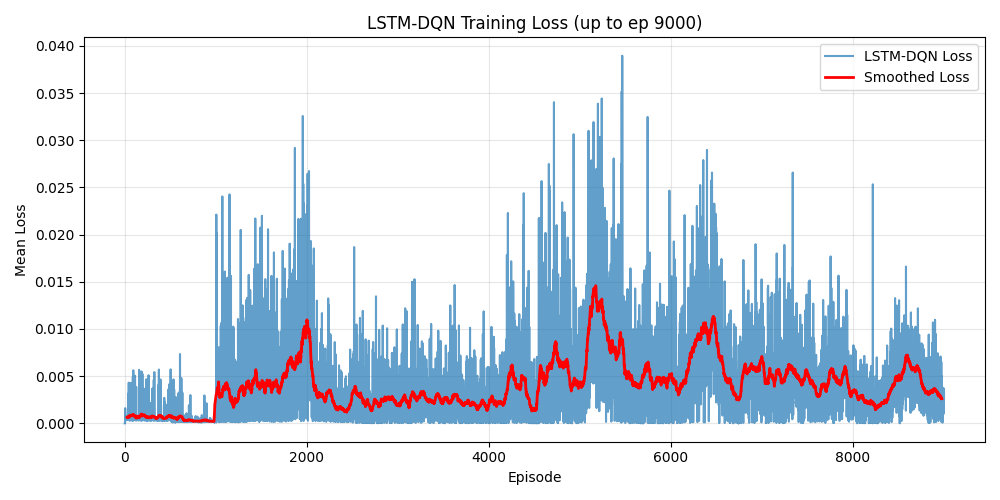 LSTM-DQN Training Loss (up to ep 9000)
0.040
0.035
0.030
0.025
0.020
0.015
0.010
0.005
0.000
Mean Loss
LSTM-DQN Loss
Smoothed Loss
0
2000
4000
6000
8000
Episode